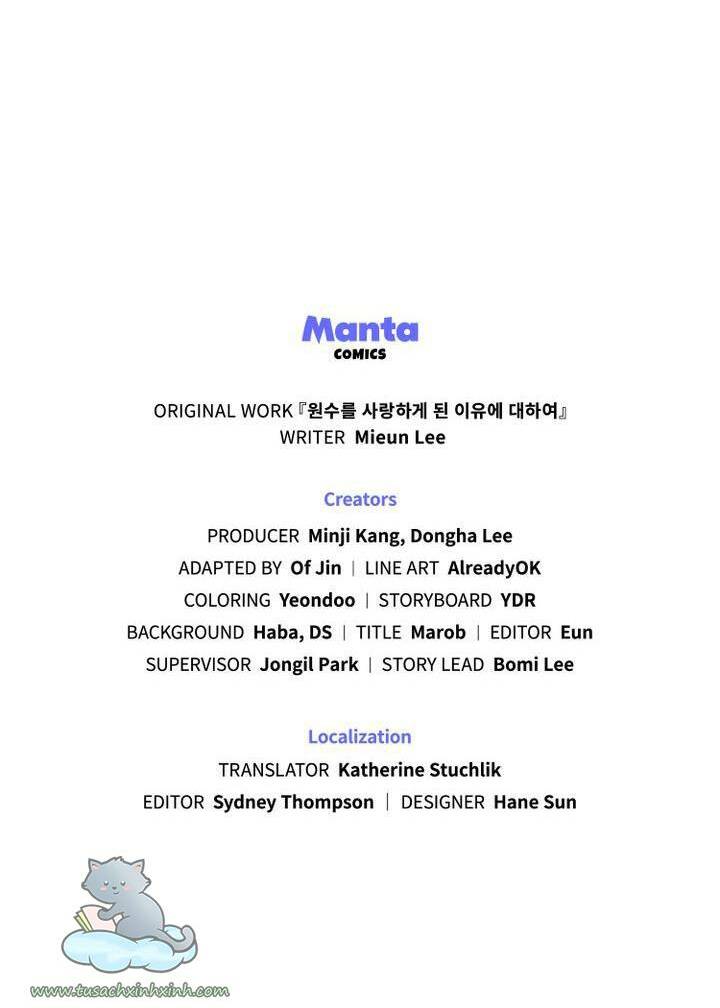 Manta
COMICS
ORIGINAL WORK 『원수를 사랑하게 된 이유에 대하여』
WRITER Mieun Lee
Creators
PRODUCER Minji Kang, Dongha Lee
ADAPTED BY Of Jin | LINE ART AlreadyOK
COLORING Yeondoo | STORYBOARD YDR
BACKGROUND Haba, DS | TITLE Marob | EDITOR Eun
SUPERVISOR Jongil Park | STORY LEAD Bomi Lee
Localization
TRANSLATOR Katherine Stuchlik
EDITOR Sydney Thompson | DESIGNER Hane Sun
www.tusachxinhxinh.com